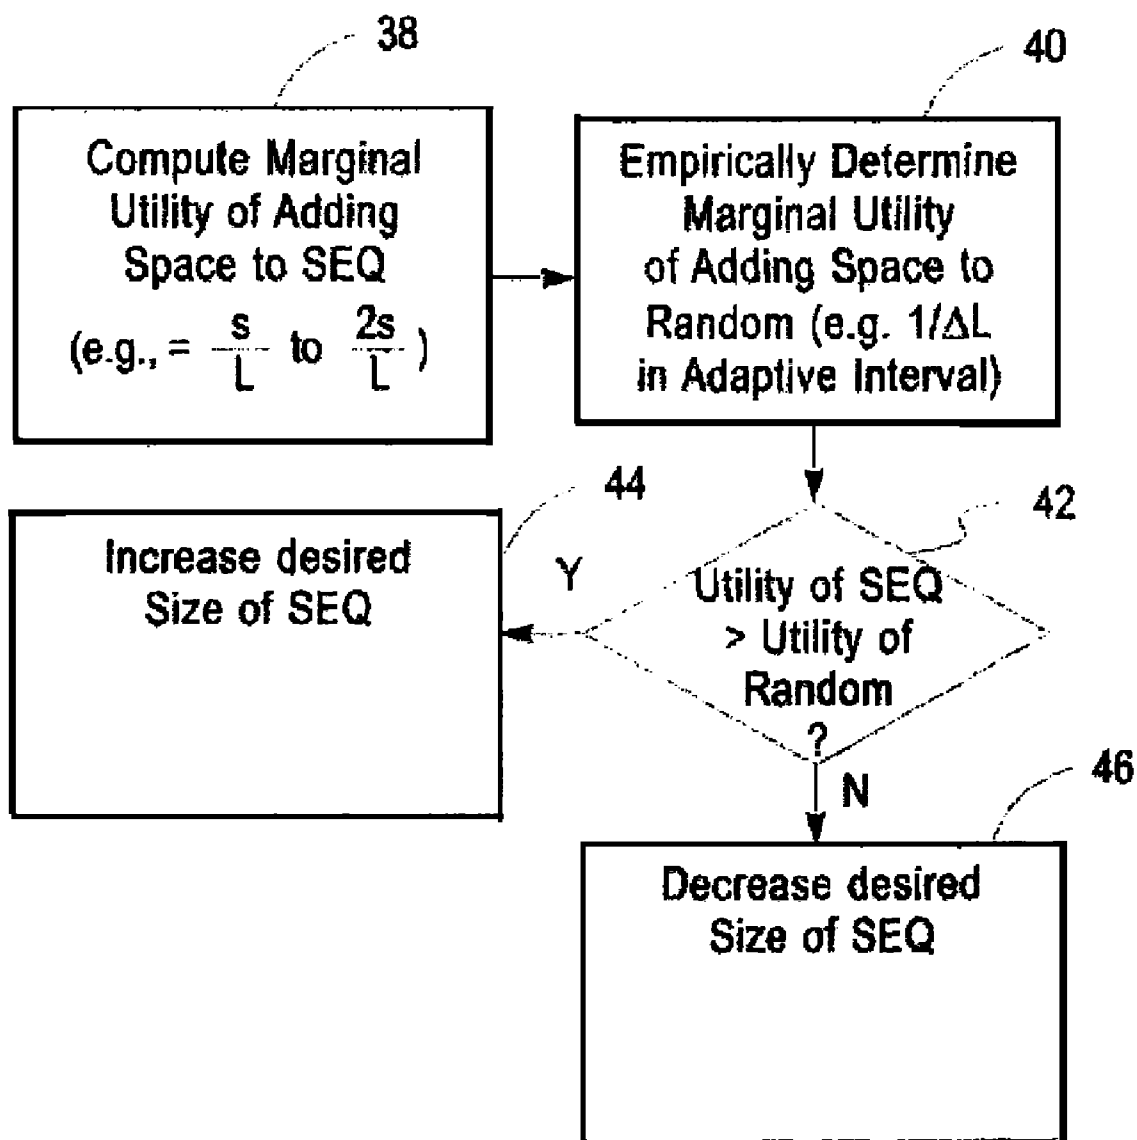 38
Compute Marginal
Utility of Adding
Space to SEQ
(e.g., = s/L to 2s/L)
40
Empirically Determine
Marginal Utility
of Adding Space to
Random (e.g. 1/ΔL
in Adaptive Interval)
44
Increase desired
Size of SEQ
Y
42
Utility of SEQ
> Utility of
Random
?
N
46
Decrease desired
Size of SEQ